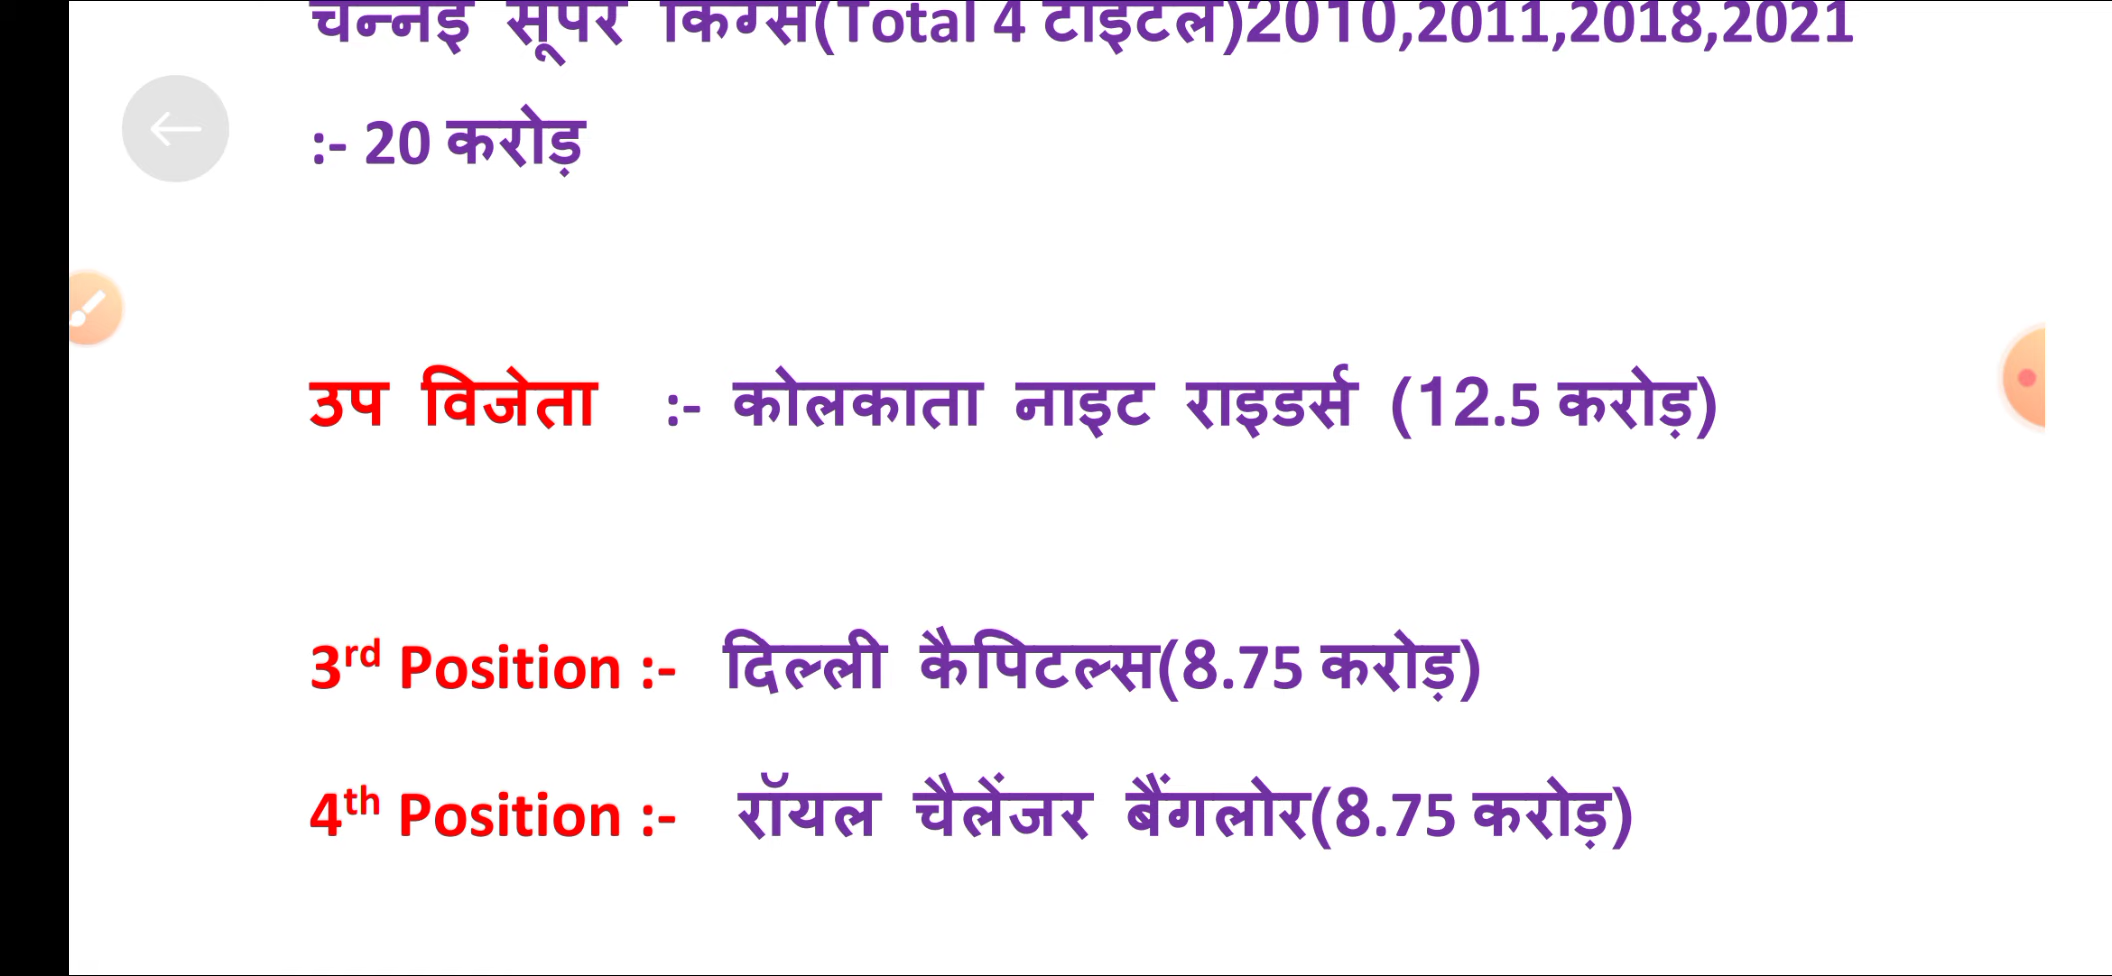 चेन्नई सूपर किंग्स(Total 4 टाइटल)2010,2011,2018,2021
:- 20 करोड़
उप विजेता :- कोलकाता नाइट राइडर्स (12.5 करोड़)
3rd Position :- दिल्ली कैपिटल्स(8.75 करोड़)
4th Position :- रॉयल चैलेंजर बैंगलोर(8.75 करोड़)